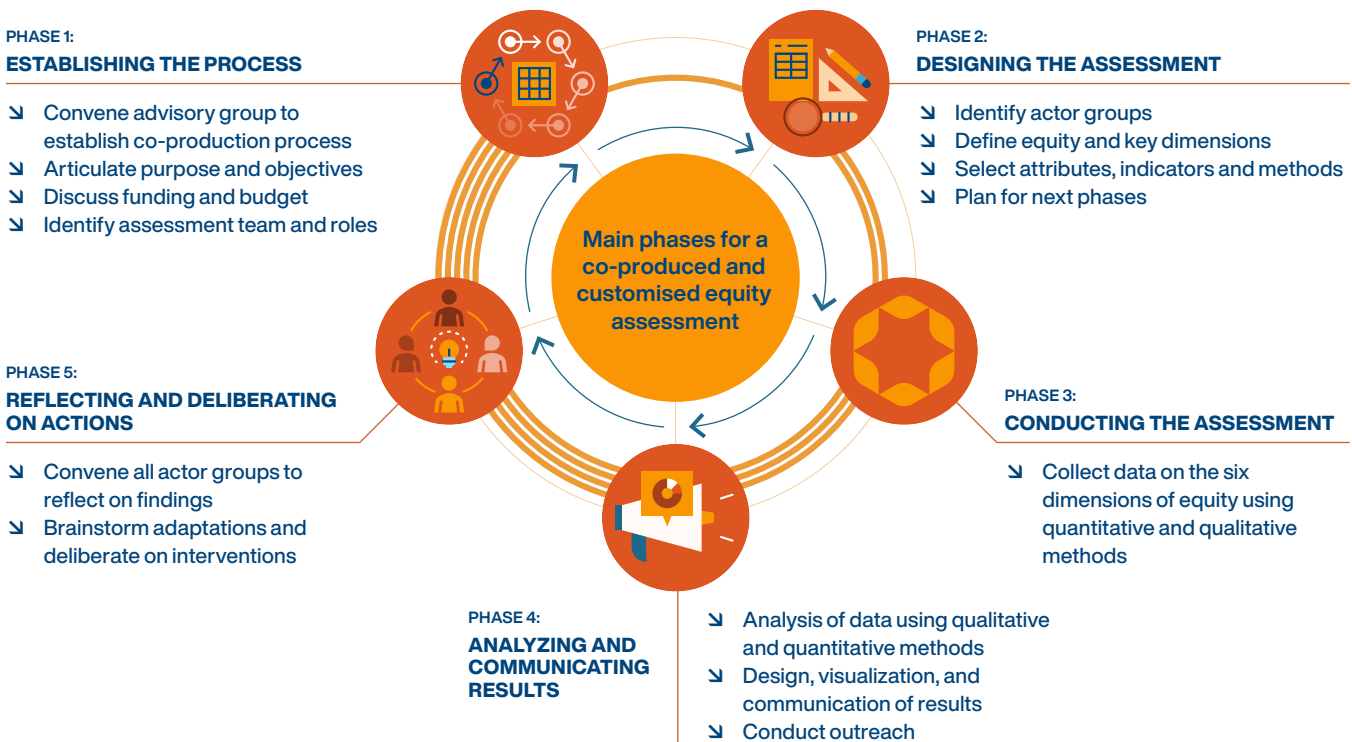 PHASE 1:
ESTABLISHING THE PROCESS
Convene advisory group to
establish co-production process
Articulate purpose and objectives
Discuss funding and budget
Identify assessment team and roles
PHASE 2:
DESIGNING THE ASSESSMENT
Identify actor groups
Define equity and key dimensions
Select attributes, indicators and methods
Plan for next phases
Main phases for a
co-produced and
customised equity
assessment
PHASE 3:
CONDUCTING THE ASSESSMENT
Collect data on the six
dimensions of equity using
quantitative and qualitative
methods
PHASE 4:
ANALYZING AND
COMMUNICATING
RESULTS
Analysis of data using qualitative
and quantitative methods
Design, visualization, and
communication of results
Conduct outreach
PHASE 5:
REFLECTING AND DELIBERATING
ON ACTIONS
Convene all actor groups to
reflect on findings
Brainstorm adaptations and
deliberate on interventions